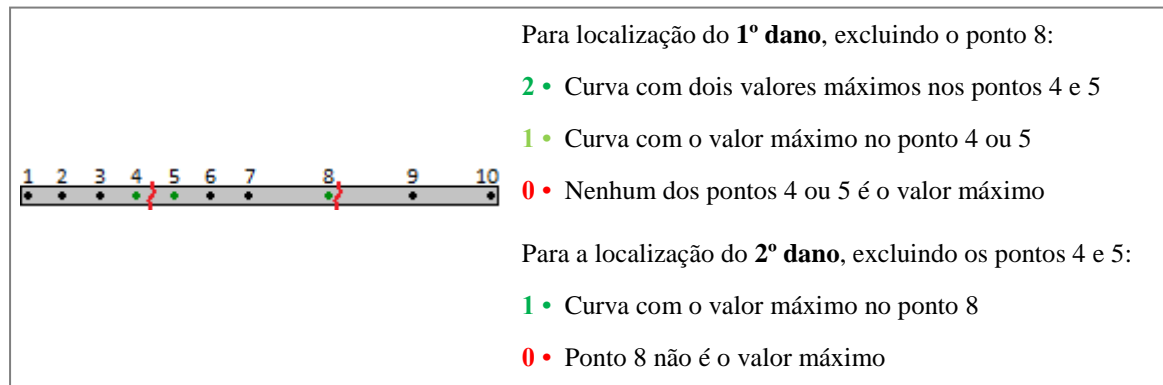 Para localização do 1º dano, excluindo o ponto 8:
2 • Curva com dois valores máximos nos pontos 4 e 5
1 • Curva com o valor máximo no ponto 4 ou 5
0 • Nenhum dos pontos 4 ou 5 é o valor máximo
1 2 3 4 5 6 7 8 9 10
Para a localização do 2º dano, excluindo os pontos 4 e 5:
1 • Curva com o valor máximo no ponto 8
0 • Ponto 8 não é o valor máximo